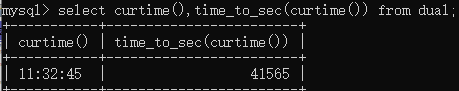 mysql> select curtime(),time_to_sec(curtime()) from dual;
+-----------+------------------------+
| curtime() | time_to_sec(curtime()) |
+-----------+------------------------+
| 11:32:45  |                  41565 |
+-----------+------------------------+